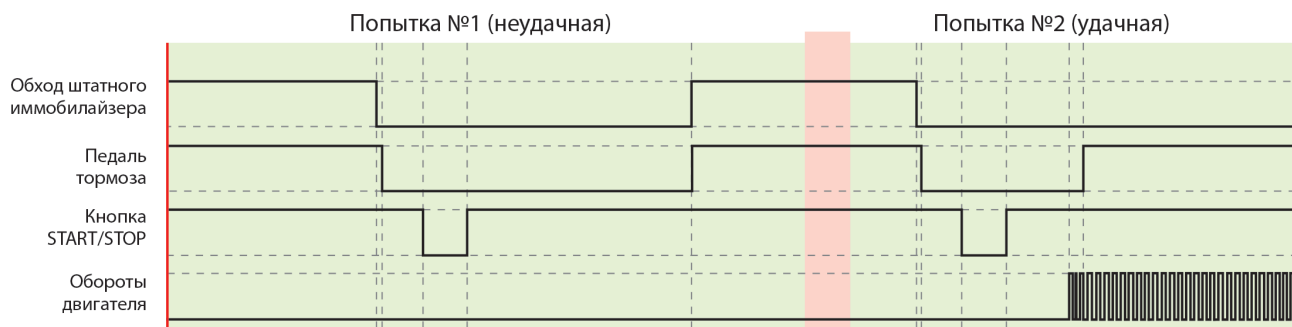 Попытка №1 (неудачная)
Попытка №2 (удачная)
Обход штатного
иммобилайзера
Педаль
тормоза
Кнопка
START/STOP
Обороты
двигателя